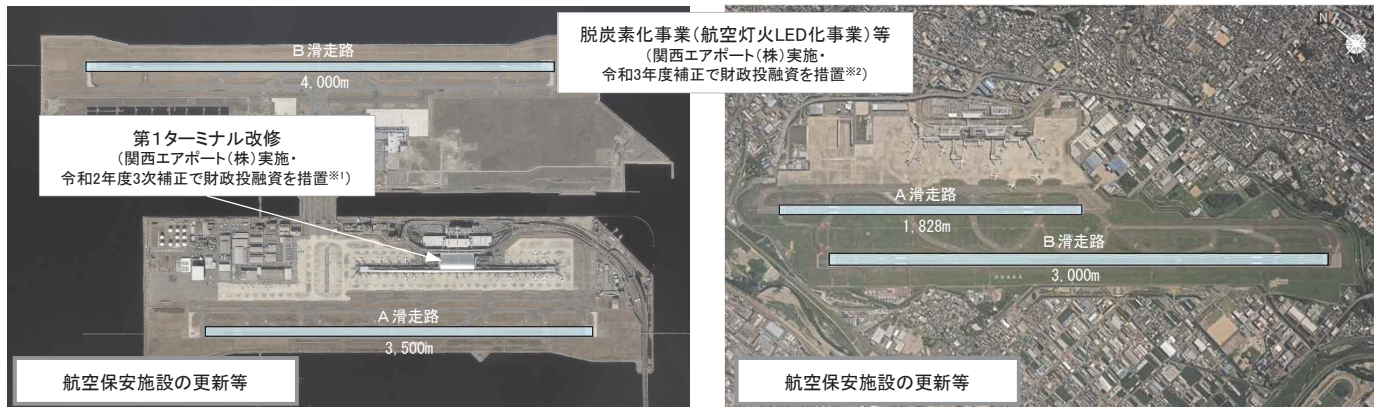 B滑走路
4,000m
第1ターミナル改修
(関西エアポート(株)実施・
令和2年度3次補正で財政投融資を措置※1)
A滑走路
3,500m
航空保安施設の更新等
脱炭素化事業(航空灯火LED化事業)等
(関西エアポート(株)実施・
令和3年度補正で財政投融資を措置※2)
N
A滑走路
1,828m
B滑走路
3,000m
OSAKA
航空保安施設の更新等